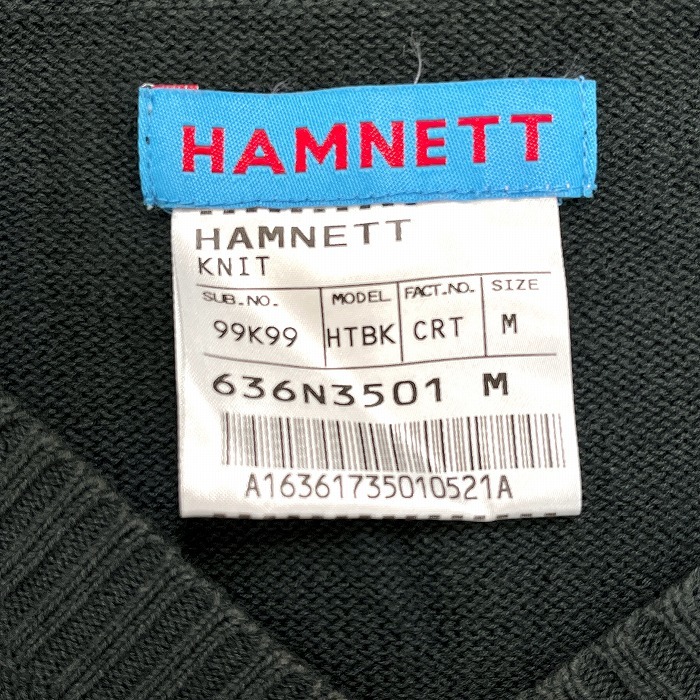 HAMNETT
HAMNETT
KNIT
SUB.NO. MODEL FACT.NO. SIZE
99K99 HTBK CRT M
636N3501 M
A16361735010521A